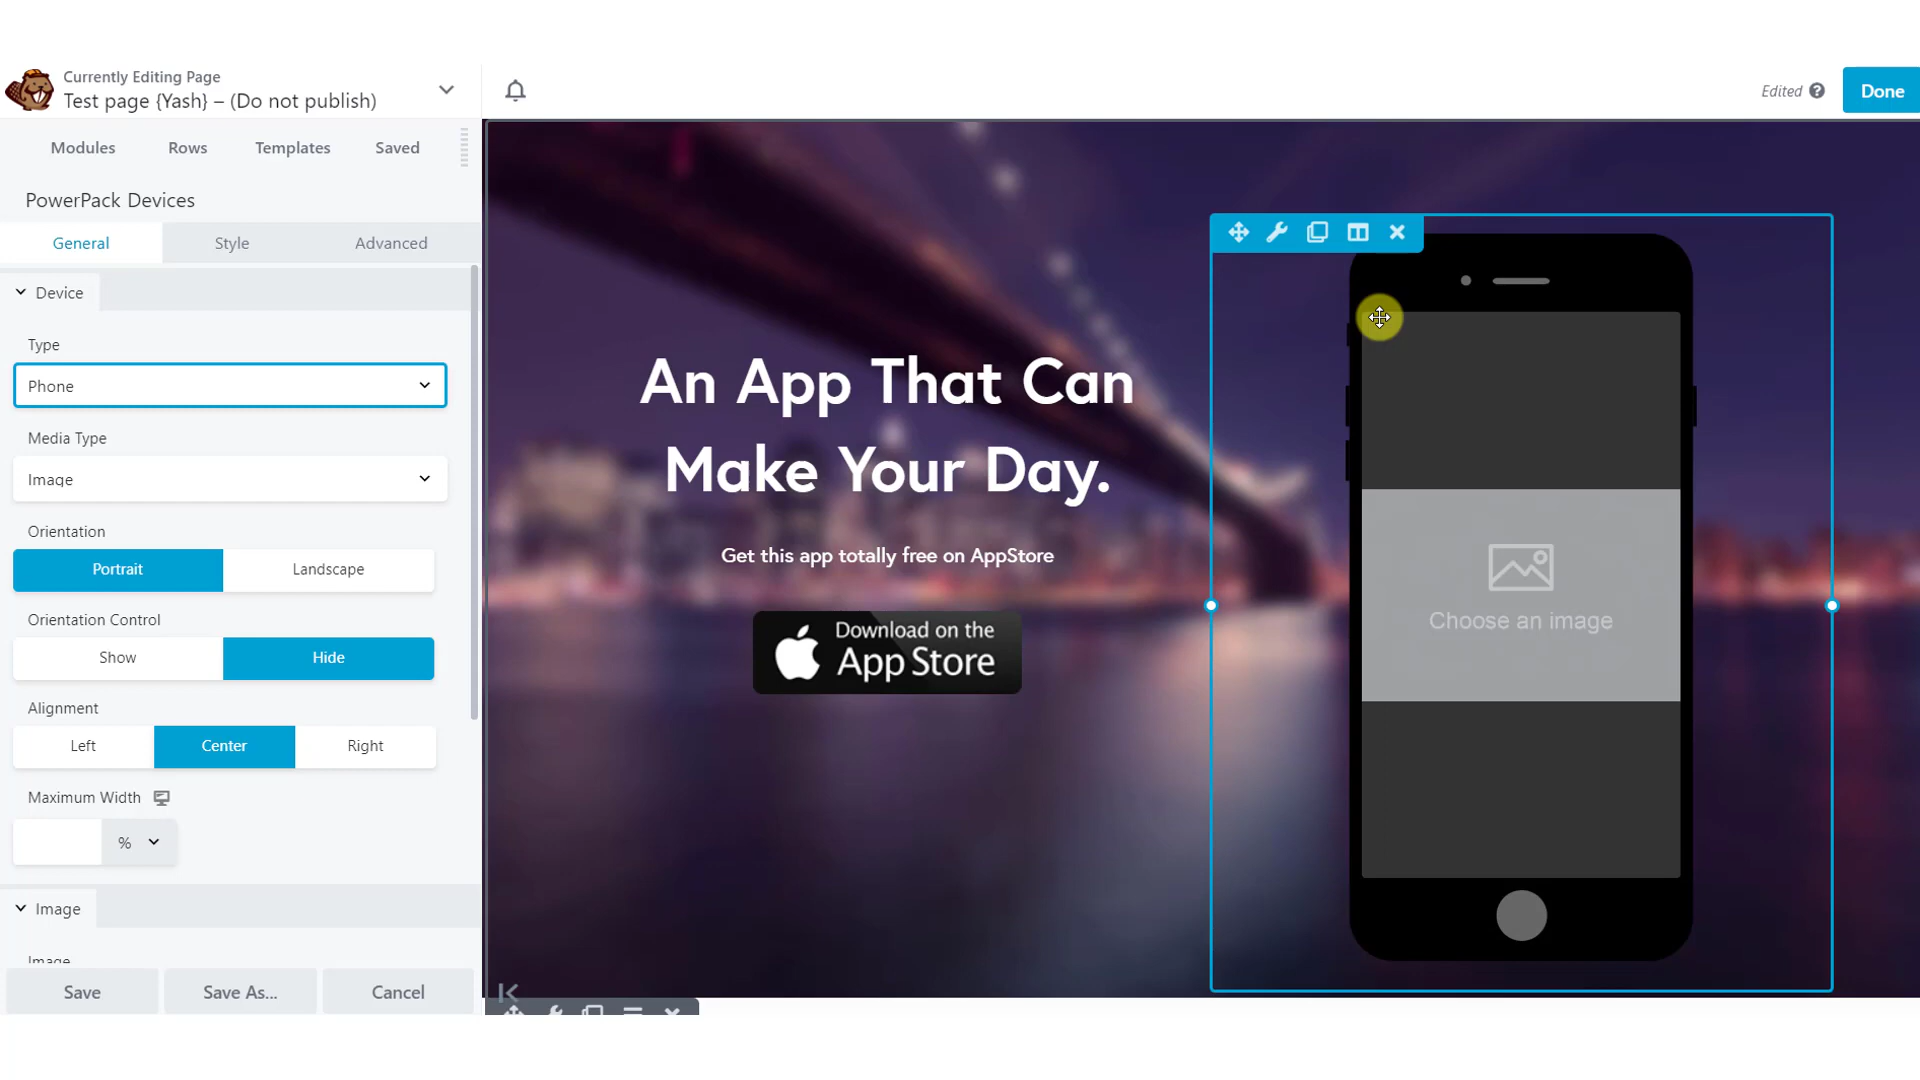 Currently Editing Page
Test page {Yash} – (Do not publish)
Edited
Done
Modules
Rows
Templates
Saved
PowerPack Devices
General
Style
Advanced
Device
Type
Phone
Media Type
Image
Orientation
Portrait
Landscape
Orientation Control
Show
Hide
Alignment
Left
Center
Right
Maximum Width
%
Image
Image
Save
Save As...
Cancel
An App That Can
Make Your Day.
Get this app totally free on AppStore
Download on the
App Store
Choose an image